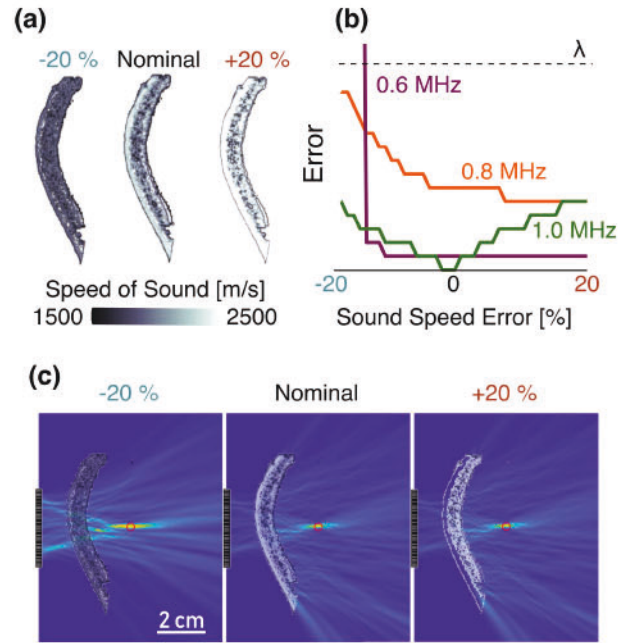 (a)
-20 % Nominal +20 %
Speed of Sound [m/s]
1500 2500
(b)
λ
0.6 MHz
0.8 MHz
1.0 MHz
Error
-20 0 20
Sound Speed Error [%]
(c)
-20 % Nominal +20 %
2 cm